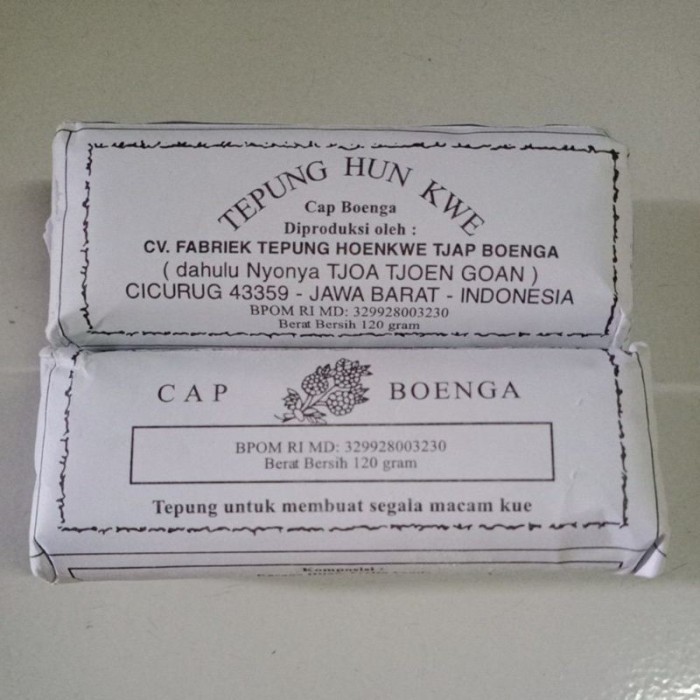 TEPUNG HUN KWE
Cap Boenga
Diproduksi oleh :
CV. FABRIEK TEPUNG HOENKWE TJAP BOENGA
( dahulu Nyonya TJOA TJOEN GOAN )
CICURUG 43359 - JAWA BARAT - INDONESIA
BPOM RI MD: 329928003230
Berat Bersih 120 gram
CAP BOENGA
BPOM RI MD: 329928003230
Berat Bersih 120 gram
Tepung untuk membuat segala macam kue
Komposisi :